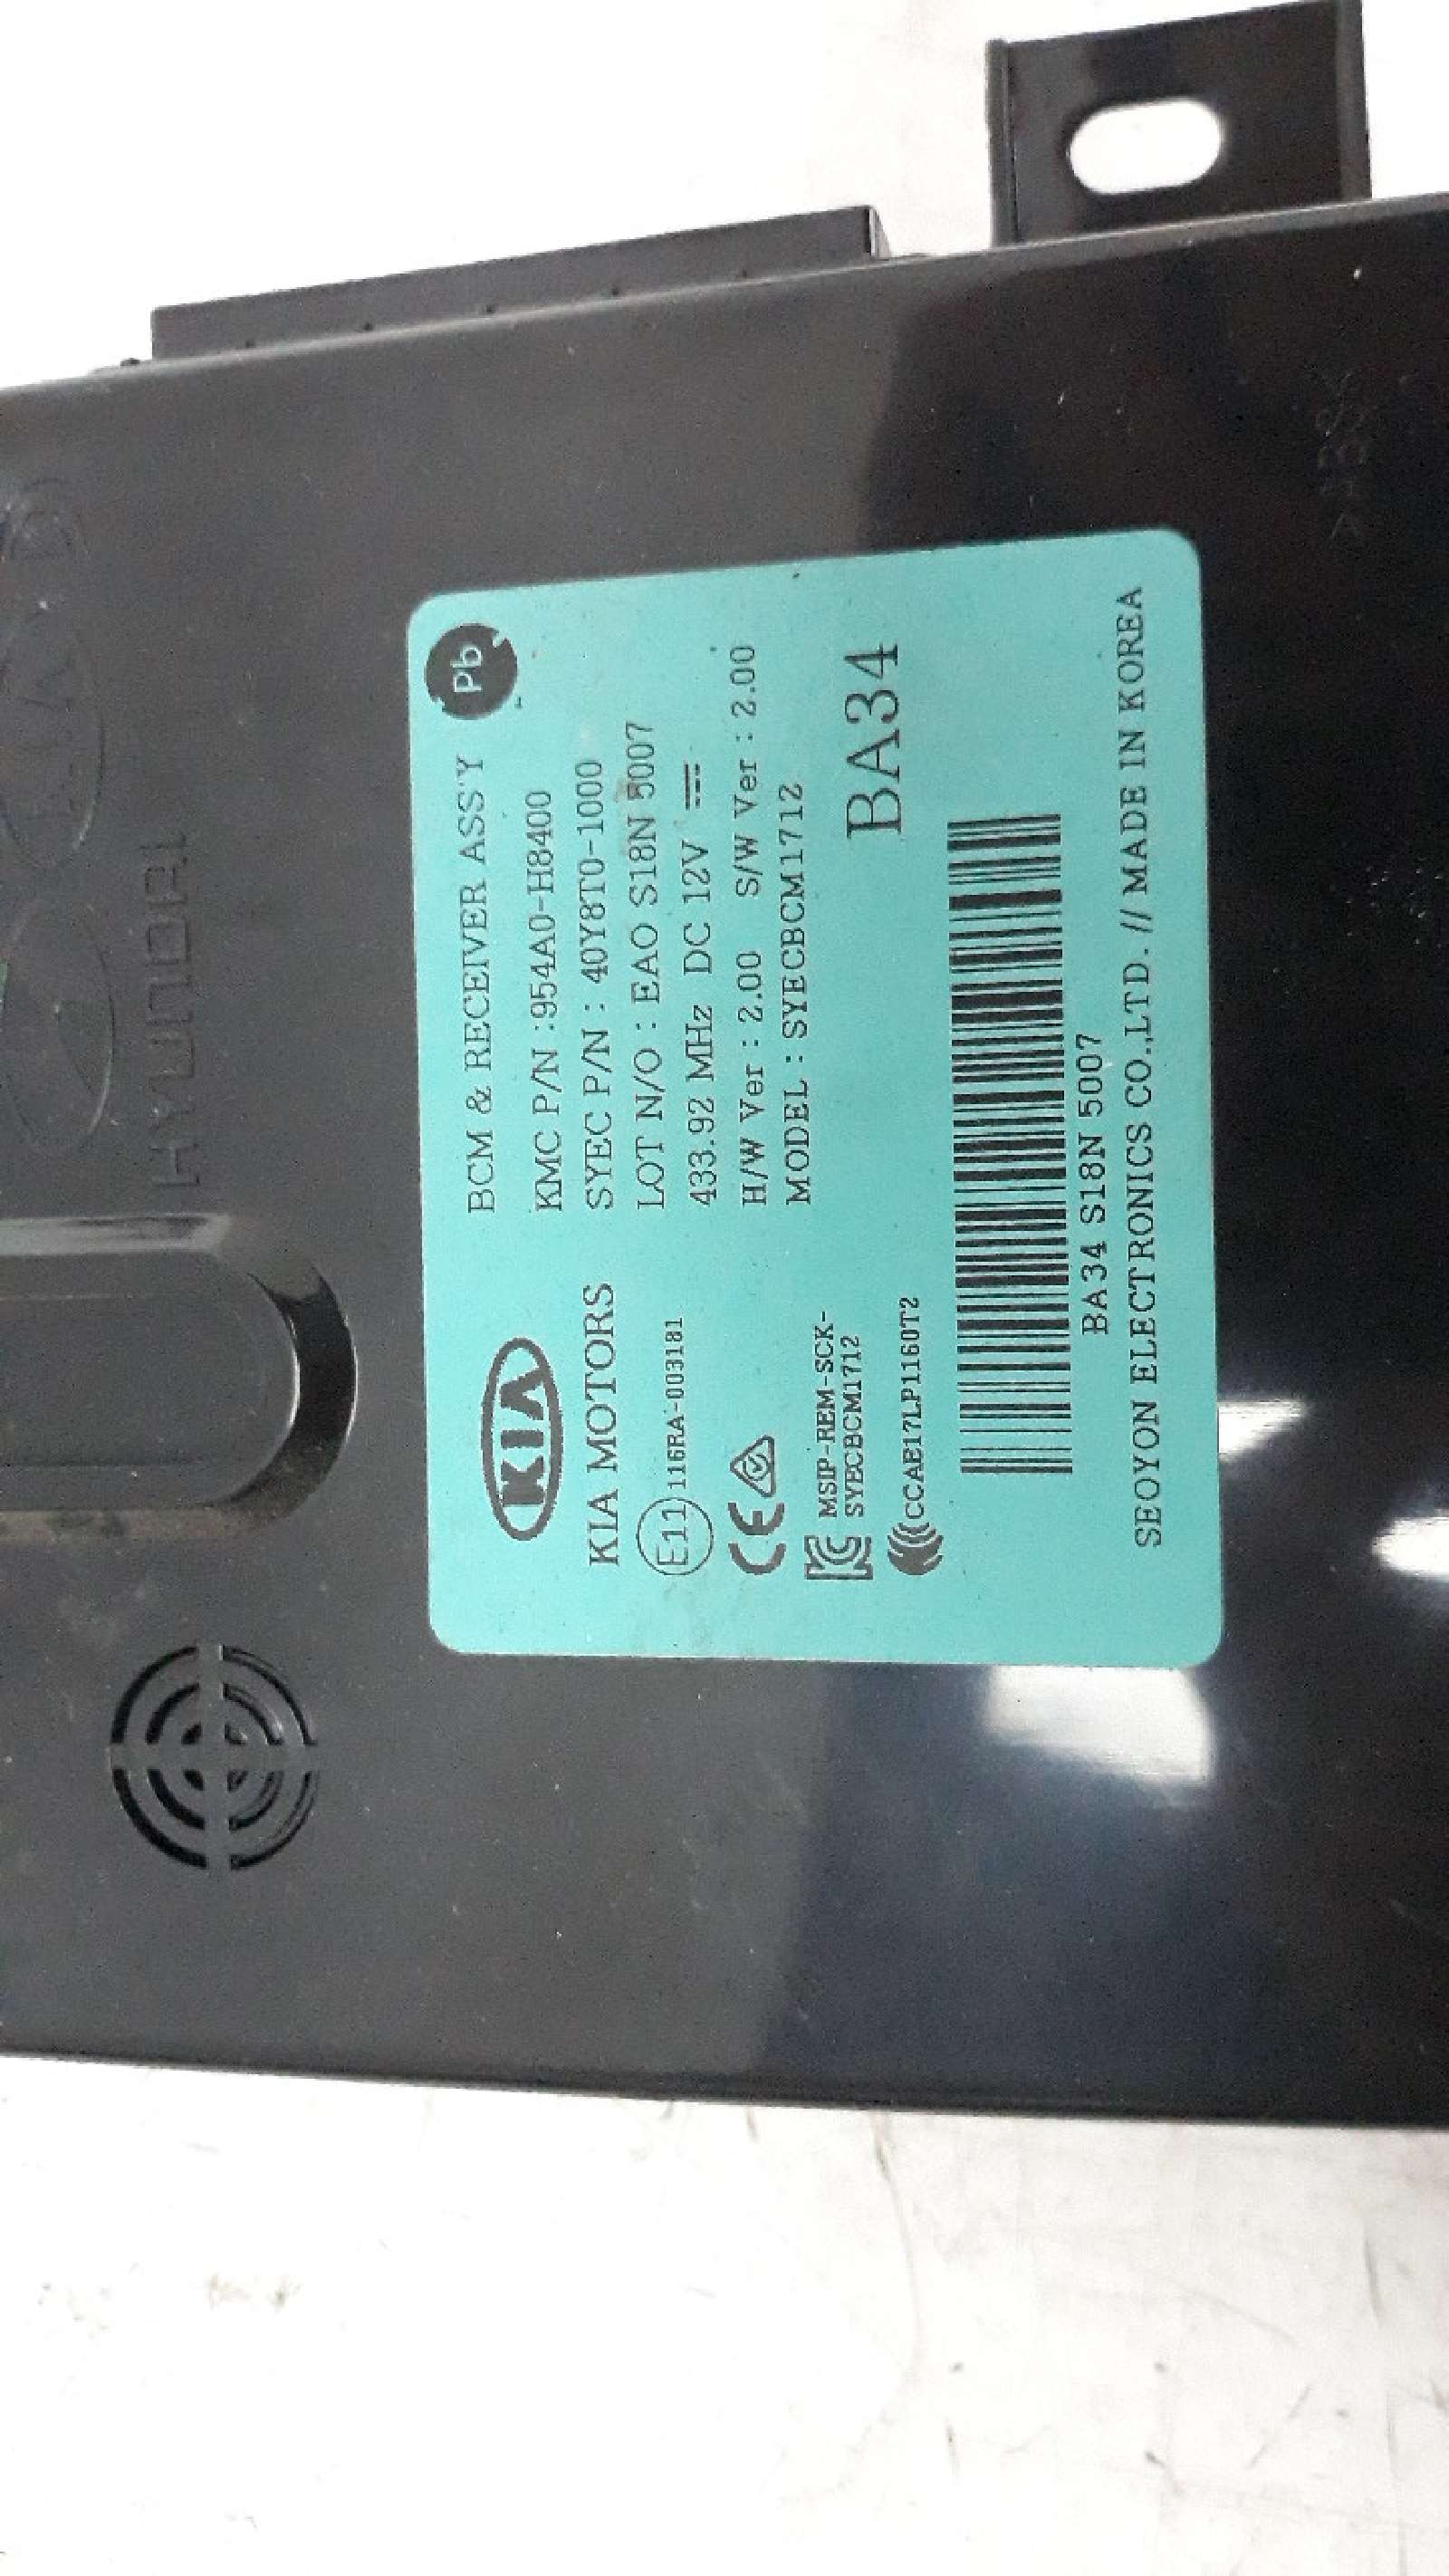 HYUNDAI
BCM & RECEIVER ASS'Y
Pb
KIA
KMC P/N :954A0-H8400
KIA MOTORS
SYEC P/N : 40Y8T0-1000
LOT N/O : EAO S18N 5007
E11 116RA-003181
433.92 MHz DC 12V
CE
H/W Ver : 2.00 S/W Ver : 2.00
MODEL : SYECBCM1712
MSIP-REM-SCK-
SYECBCM1712
BA34
CCAE17LP1160T2
BA34 S18N 5007
SEOYON ELECTRONICS CO.,LTD. // MADE IN KOREA